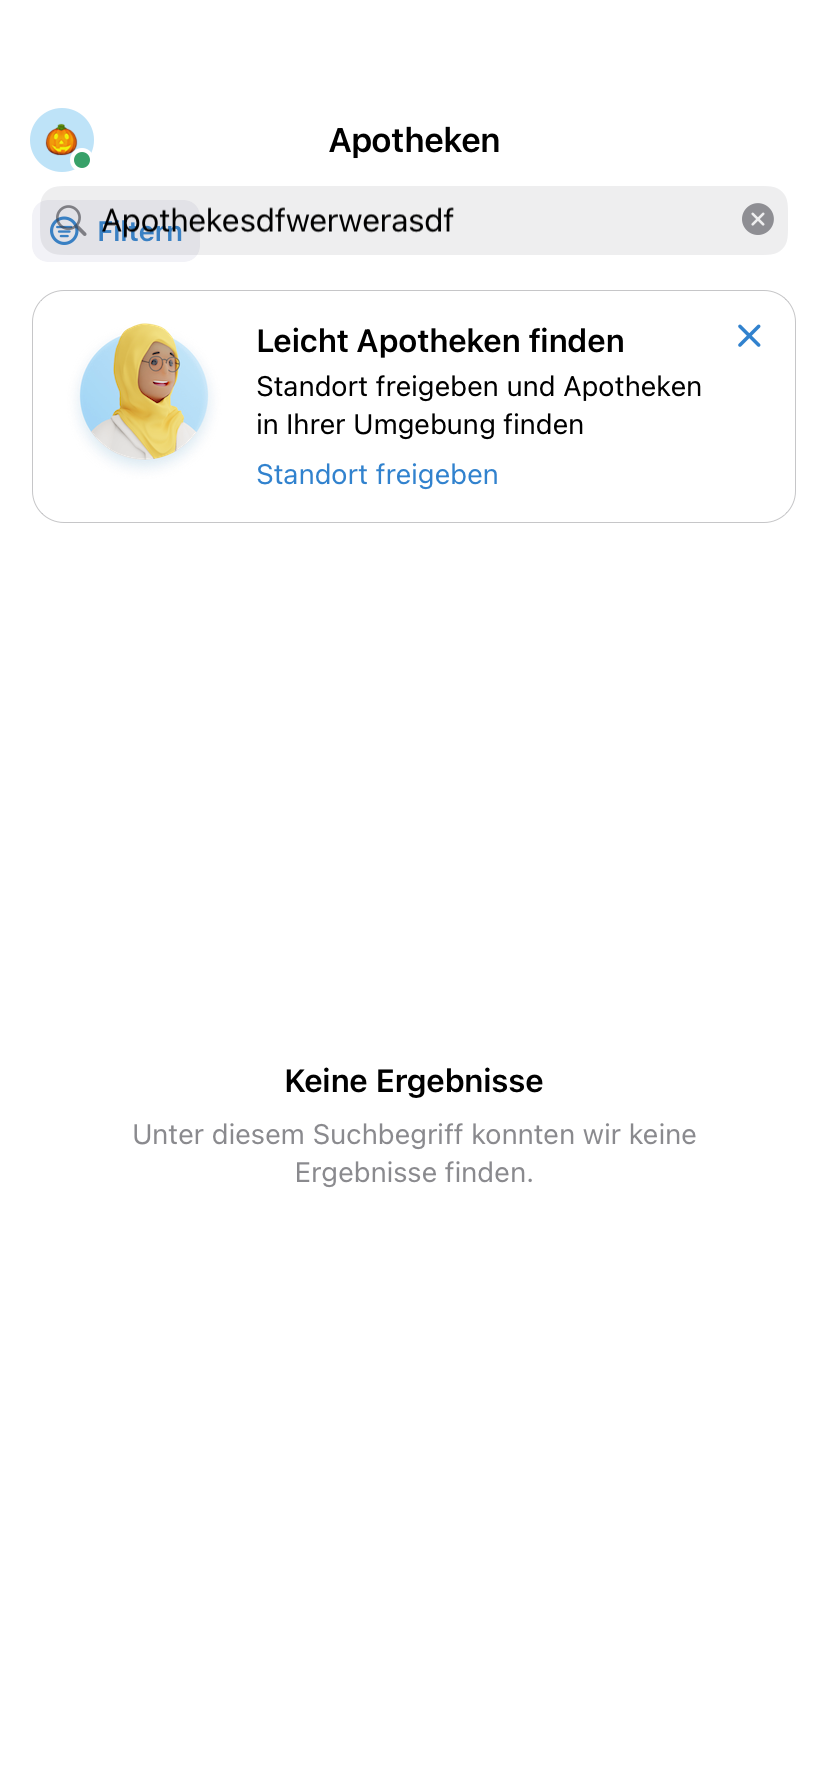 Apotheken
Apothekesdfwerwerasdf
Filtern
Leicht Apotheken finden
Standort freigeben und Apotheken
in Ihrer Umgebung finden
Standort freigeben
Keine Ergebnisse
Unter diesem Suchbegriff konnten wir keine
Ergebnisse finden.